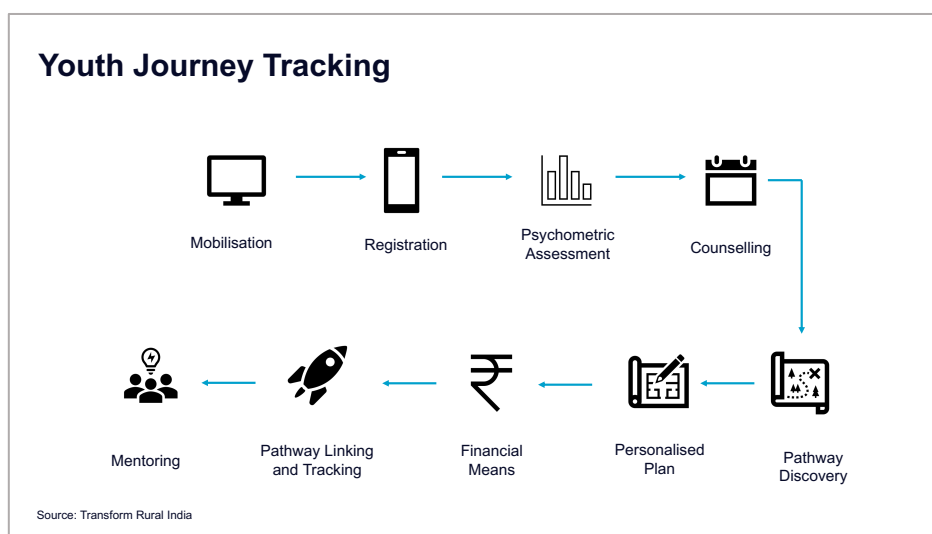 Youth Journey Tracking
Mobilisation
Registration
Psychometric
Assessment
Counselling
Mentoring
Pathway Linking
and Tracking
Financial
Means
Personalised
Plan
Pathway
Discovery
Source: Transform Rural India